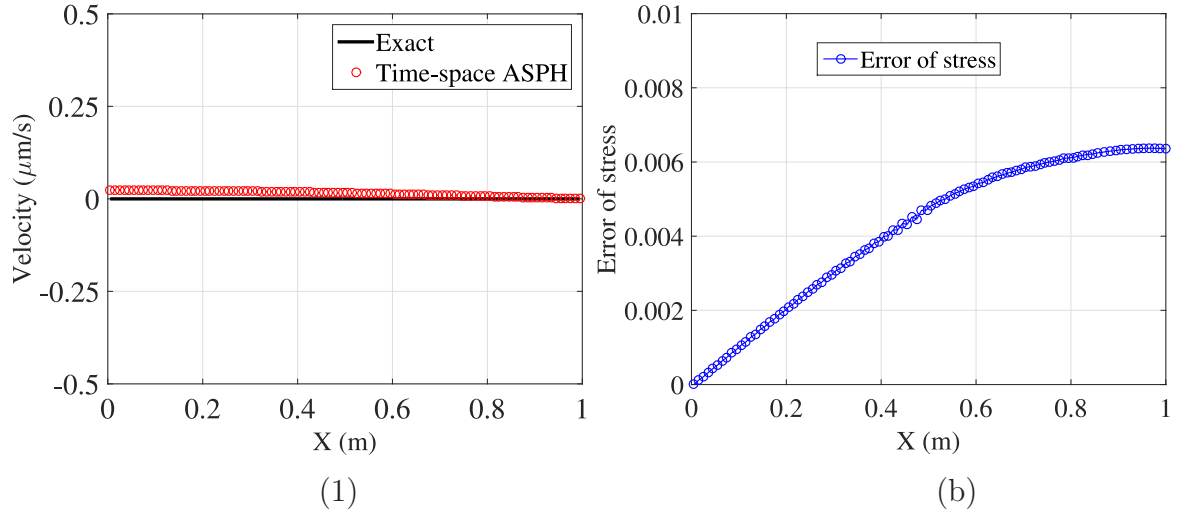 0.5
0.25
0
-0.25
-0.5
Velocity (μm/s)
Exact
Time-space ASPH
0 0.2 0.4 0.6 0.8 1
X (m)
(1)
0.01
0.008
0.006
0.004
0.002
0
Error of stress
Error of stress
0 0.2 0.4 0.6 0.8 1
X (m)
(b)